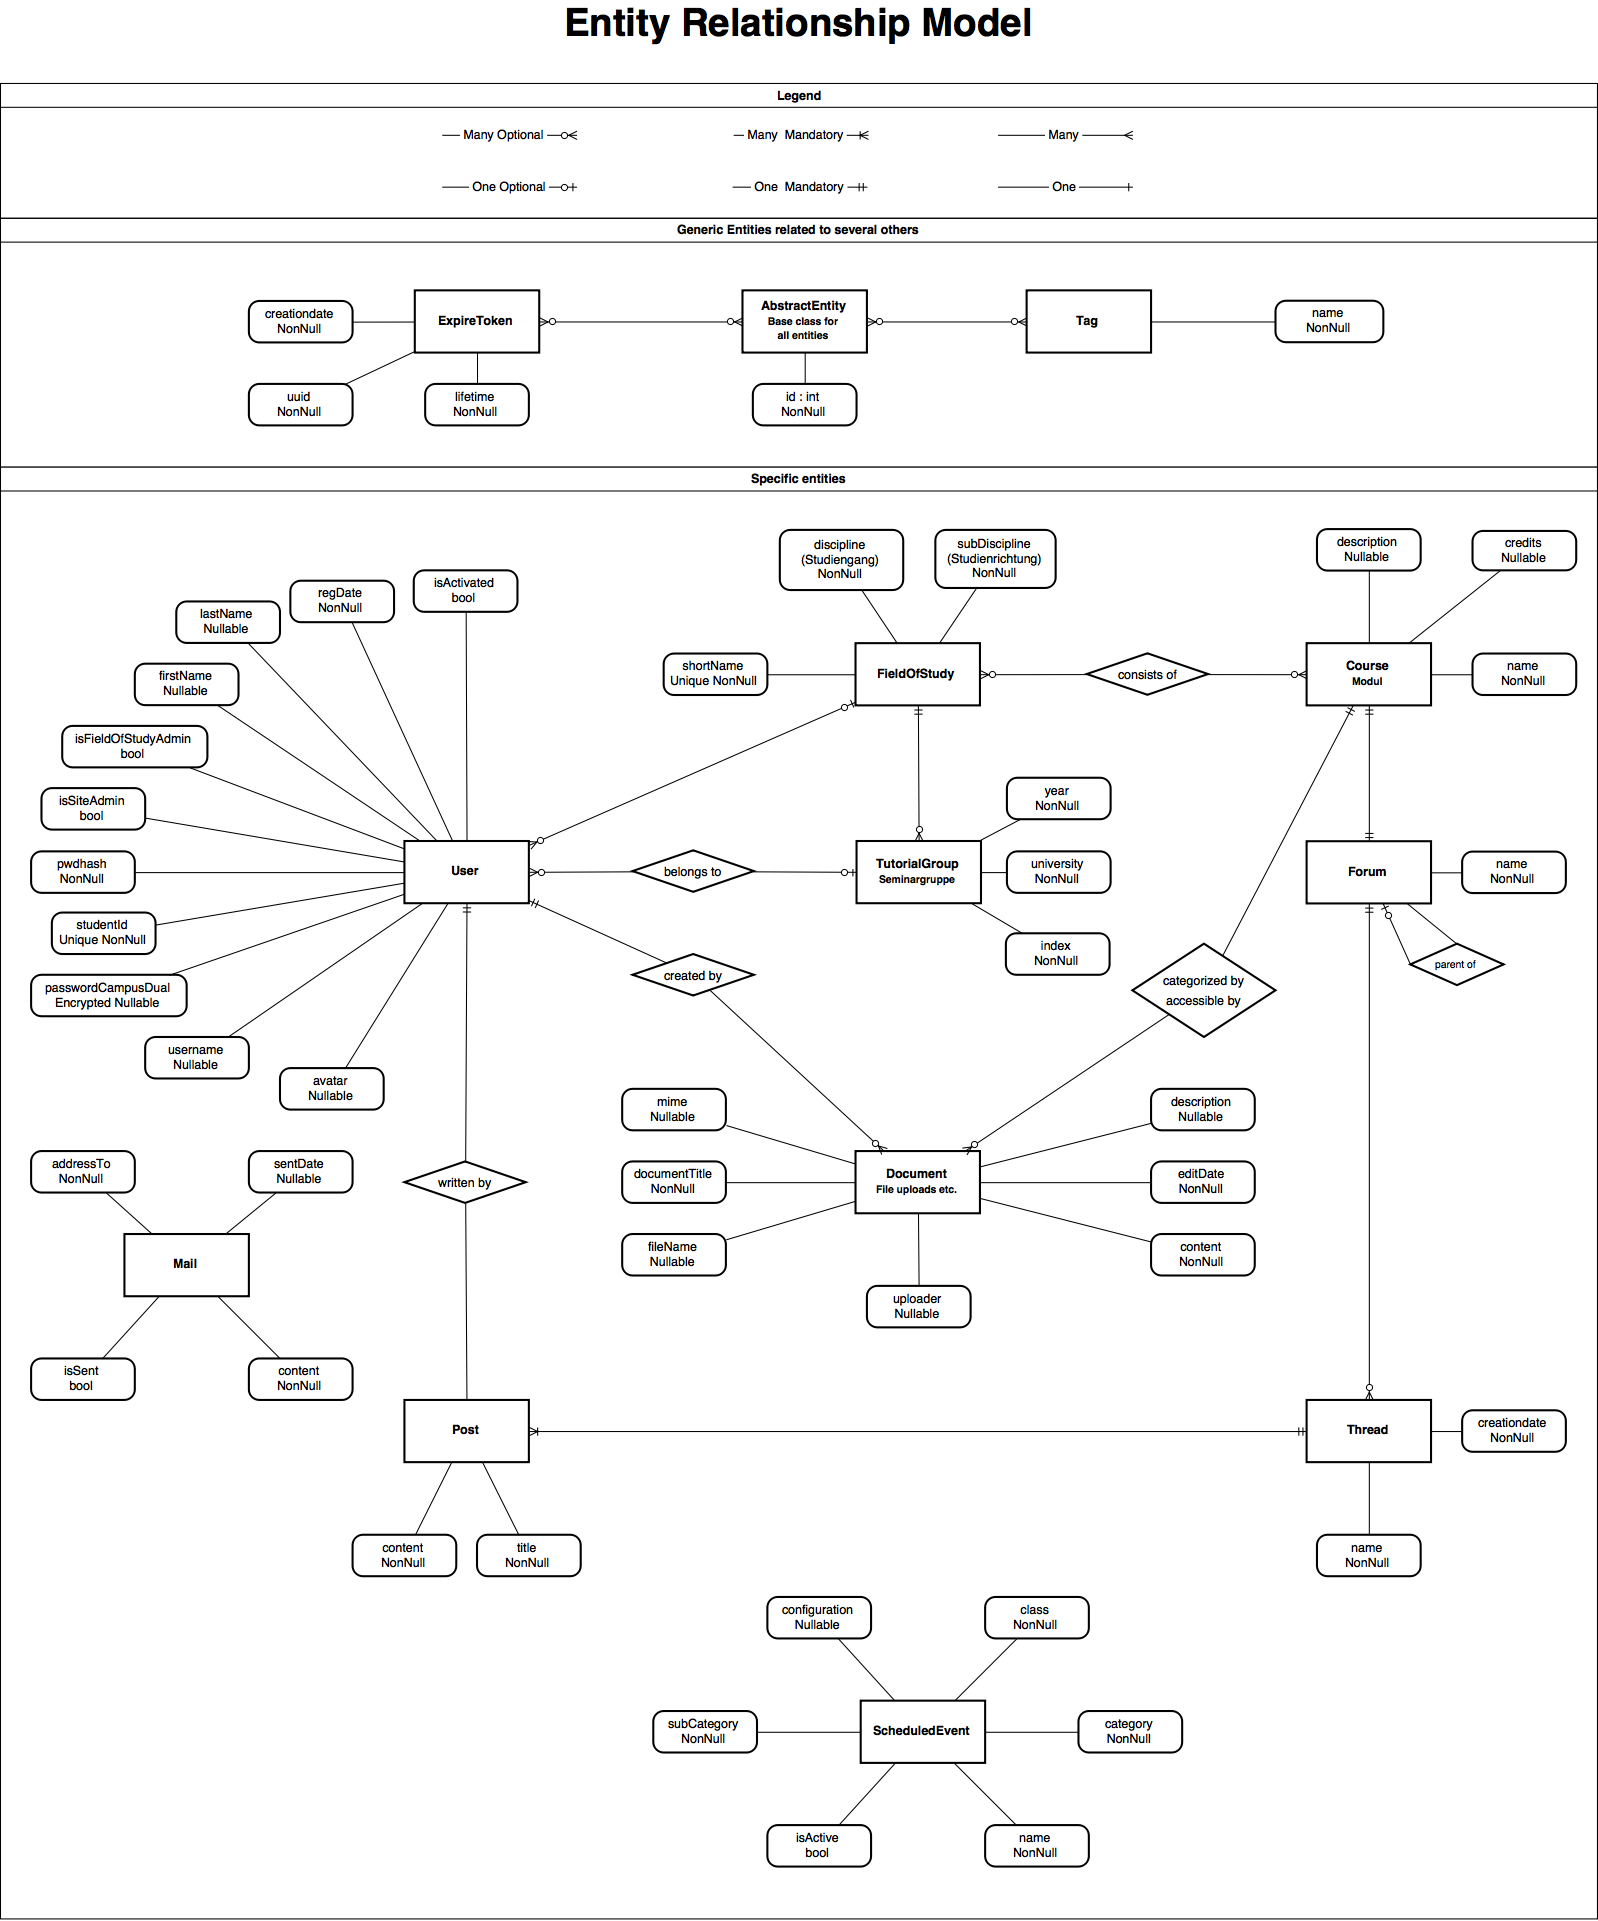 Entity Relationship Model
Legend
Many Optional
Many Mandatory
Many
One Optional
One Mandatory
One
Generic Entities related to several others
creationdate
NonNull
ExpireToken
AbstractEntity
Base class for
all entities
Tag
name
NonNull
uuid
NonNull
lifetime
NonNull
id : int
NonNull
Specific entities
discipline
(Studiengang)
NonNull
subDiscipline
(Studienrichtung)
NonNull
description
Nullable
credits
Nullable
isActivated
bool
regDate
NonNull
lastName
Nullable
firstName
Nullable
shortName
Unique NonNull
FieldOfStudy
consists of
Course
Modul
name
NonNull
isFieldOfStudyAdmin
bool
isSiteAdmin
bool
year
NonNull
pwdhash
NonNull
User
belongs to
TutorialGroup
Seminargruppe
university
NonNull
Forum
name
NonNull
studentId
Unique NonNull
index
NonNull
passwordCampusDual
Encrypted Nullable
created by
categorized by
accessible by
parent of
username
Nullable
avatar
Nullable
mime
Nullable
description
Nullable
addressTo
NonNull
sentDate
Nullable
written by
documentTitle
NonNull
Document
File uploads etc.
editDate
NonNull
Mail
fileName
Nullable
content
NonNull
uploader
Nullable
isSent
bool
content
NonNull
Post
Thread
creationdate
NonNull
content
NonNull
title
NonNull
name
NonNull
configuration
Nullable
class
NonNull
subCategory
NonNull
ScheduledEvent
category
NonNull
isActive
bool
name
NonNull